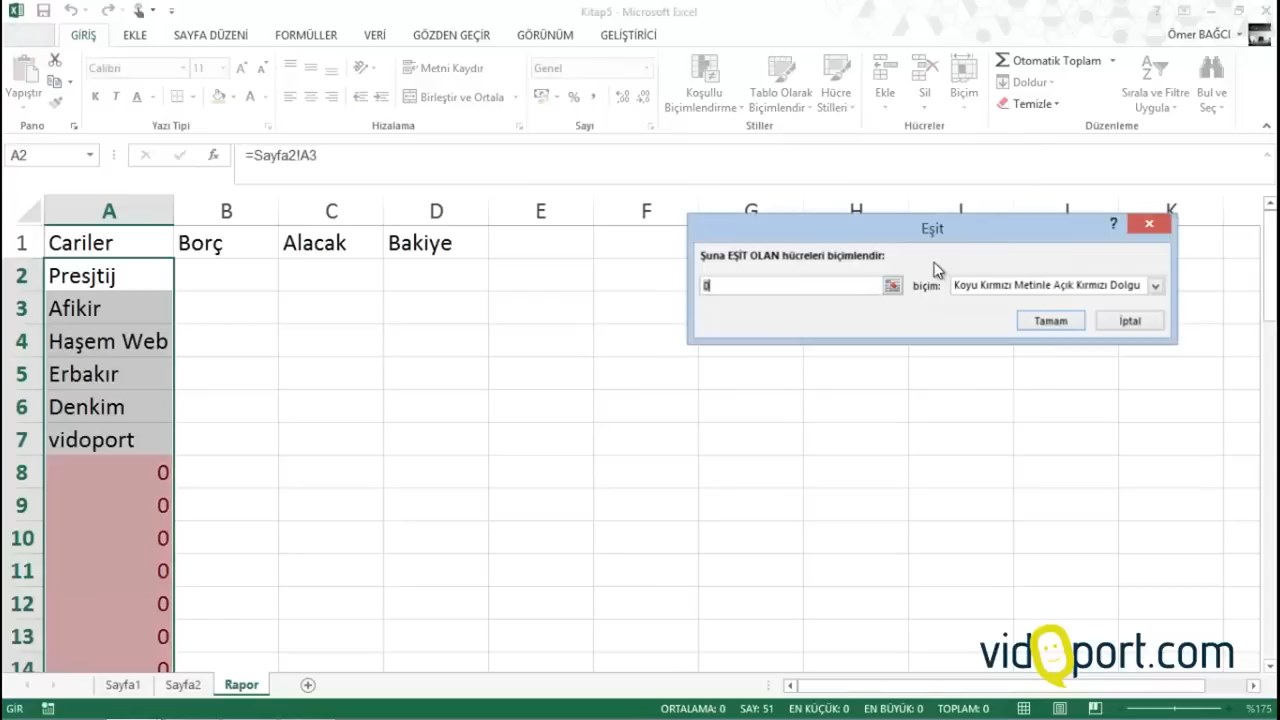 Kitap5 - Microsoft Excel
GİRİŞ EKLE SAYFA DÜZENİ FORMÜLLER VERİ GÖZDEN GEÇİR GÖRÜNÜM GELİŞTİRİCİ Ömer BAĞCI
Yapıştır
Calibri 11
K T A
Metni Kaydır
Birleştir ve Ortala
Genel
Koşullu Biçimlendirme
Tablo Olarak Biçimlendir
Hücre Stilleri
Ekle Sil Biçim
Otomatik Toplam
Doldur
Temizle
Sırala ve Filtre Uygula
Bul ve Seç
Pano Yazı Tipi Hizalama Sayı Stiller Hücreler Düzenleme
A2 fx =Sayfa2!A3
A B C D E F G H I J K
1 Cariler Borç Alacak Bakiye
2 Presjtij
3 Afikir
4 Haşem Web
5 Erbakır
6 Denkim
7 vidoport
8 0
9 0
10 0
11 0
12 0
13 0
14 0
Eşit
Şuna EŞİT OLAN hücreleri biçimlendir:
0 biçim: Koyu Kırmızı Metinle Açık Kırmızı Dolgu
Tamam İptal
vidoport.com
Sayfa1 Sayfa2 Rapor
GİR ORTALAMA: 0 SAY: 51 EN KÜÇÜK: 0 EN BÜYÜK: 0 TOPLAM: 0 %175